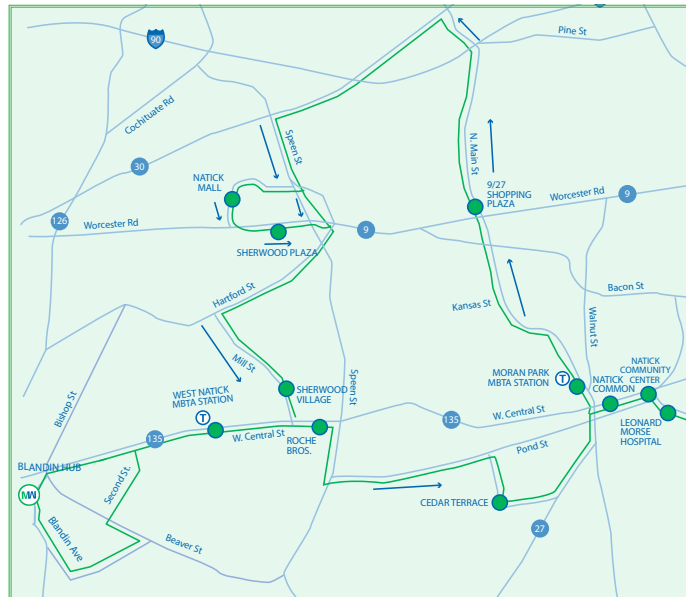 Pine St
90
Cochituate Rd
Speen St
N. Main St
30
NATICK
MALL
9/27
SHOPPING
PLAZA
Worcester Rd
9
126
Worcester Rd
9
SHERWOOD PLAZA
Hartford St
Bacon St
Kansas St
Walnut St
Mill St
Speen St
MORAN PARK
MBTA STATION
T
NATICK
COMMON
NATICK
COMMUNITY
CENTER
WEST NATICK
MBTA STATION
T
SHERWOOD
VILLAGE
Bishop St
W. Central St
135
LEONARD
MORSE
HOSPITAL
135
W. Central St
ROCHE
BROS.
Pond St
BLANDIN HUB
MW
Second St.
CEDAR TERRACE
27
Blandin Ave
Beaver St